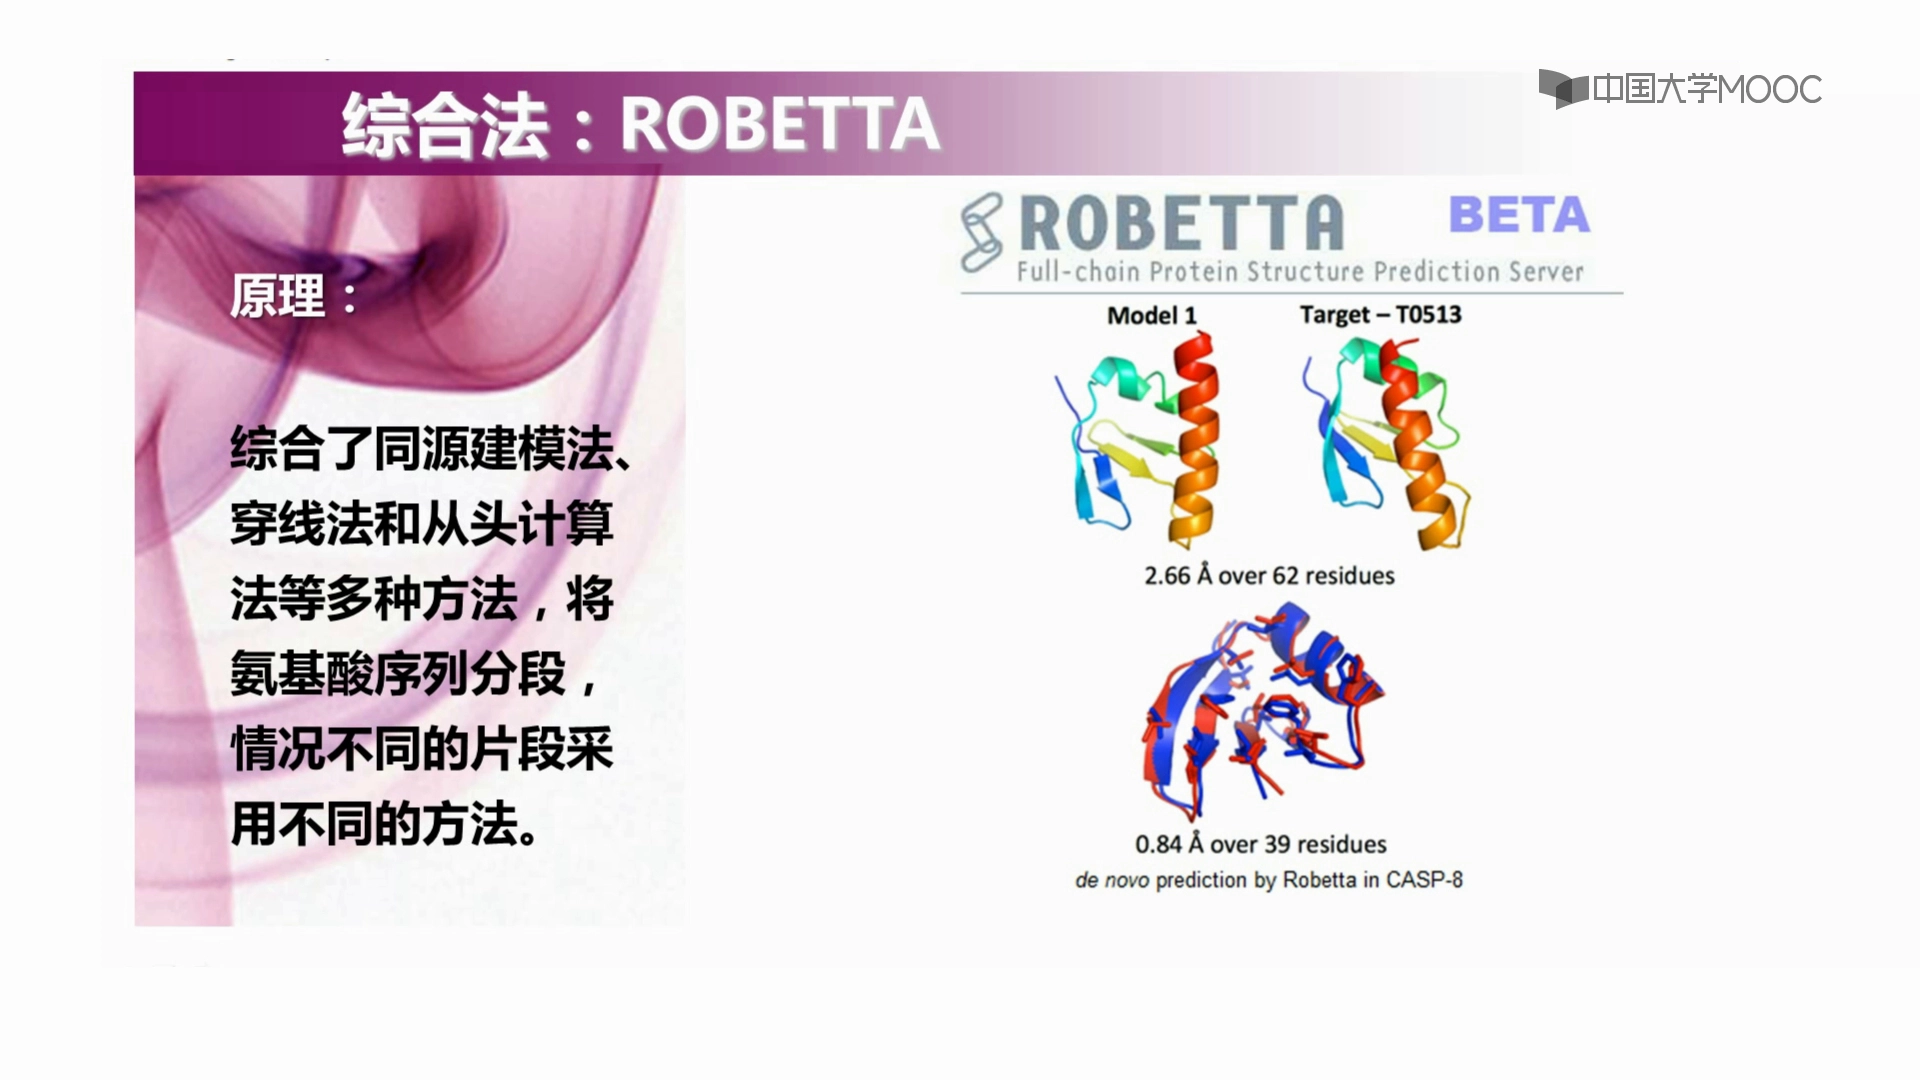 综合法：ROBETTA
中国大学MOOC
原理：
综合了同源建模法、
穿线法和从头计算
法等多种方法，将
氨基酸序列分段，
情况不同的片段采
用不同的方法。
ROBETTA
BETA
Full-chain Protein Structure Prediction Server
Model 1
Target – T0513
2.66 Å over 62 residues
0.84 Å over 39 residues
de novo prediction by Robetta in CASP-8